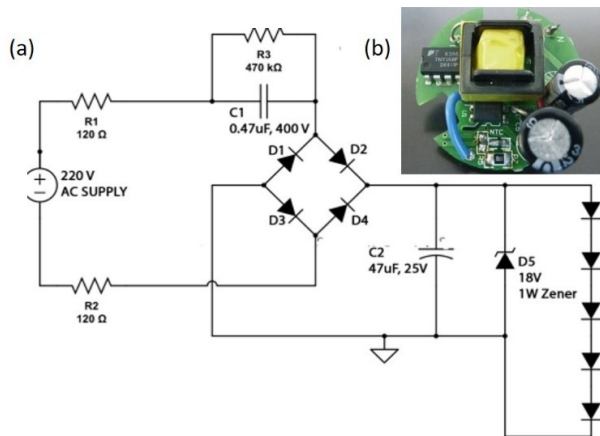 (a)
R3
470 kΩ
(b)
C1
0.47uF, 400 V
R1
120 Ω
D1
D2
220 V
AC SUPPLY
D3
D4
C2
47uF, 25V
D5
18V
1W Zener
R2
120 Ω
NTC